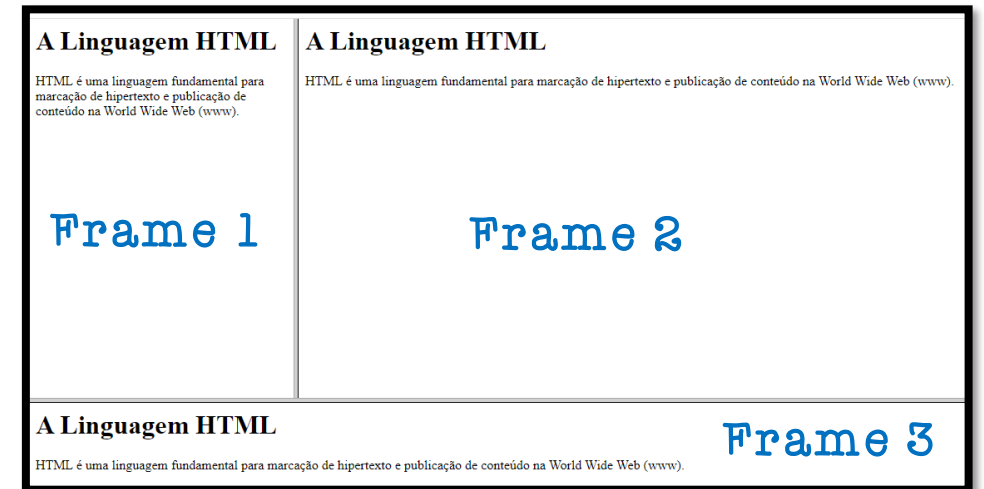 A Linguagem HTML
HTML é uma linguagem fundamental para
marcação de hipertexto e publicação de
conteúdo na World Wide Web (www).
Frame 1
A Linguagem HTML
HTML é uma linguagem fundamental para marcação de hipertexto e publicação de conteúdo na World Wide Web (www).
Frame 2
A Linguagem HTML
HTML é uma linguagem fundamental para marcação de hipertexto e publicação de conteúdo na World Wide Web (www).
Frame 3